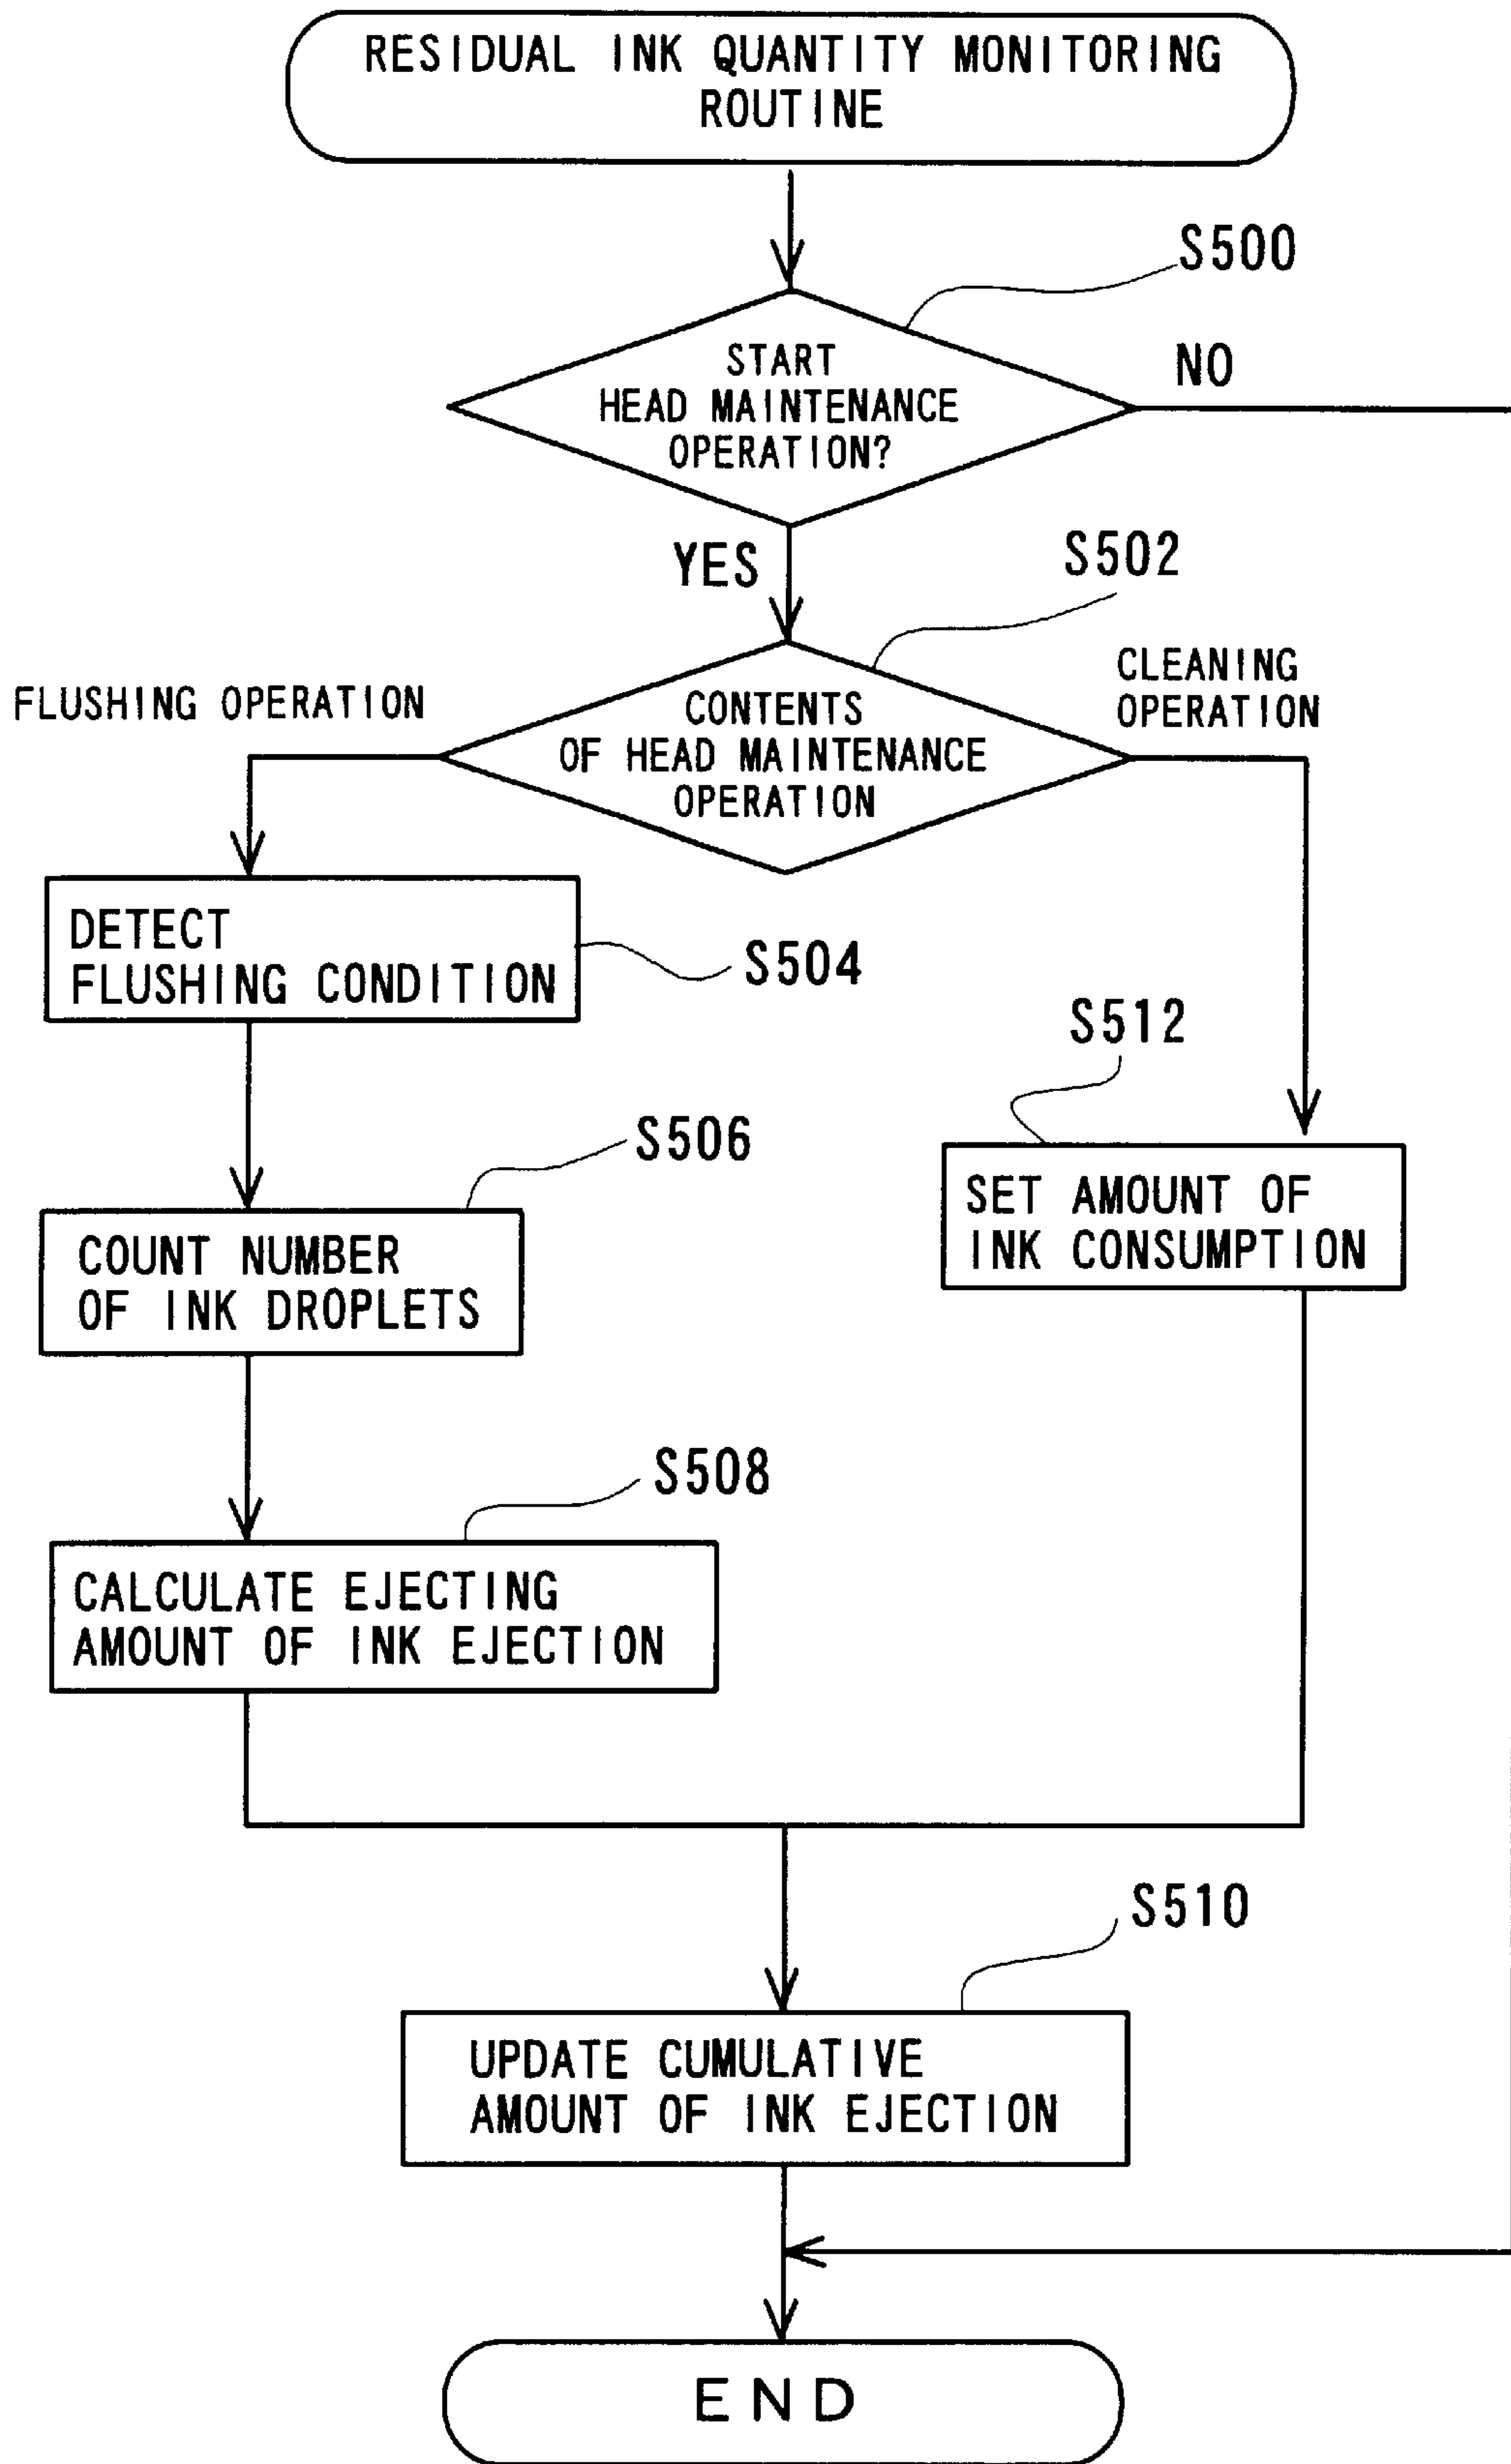 RESIDUAL INK QUANTITY MONITORING
ROUTINE
S500
START
HEAD MAINTENANCE
OPERATION?
NO
YES
S502
FLUSHING OPERATION
CONTENTS
OF HEAD MAINTENANCE
OPERATION
CLEANING
OPERATION
DETECT
FLUSHING CONDITION
S504
S512
SET AMOUNT OF
INK CONSUMPTION
S506
COUNT NUMBER
OF INK DROPLETS
S508
CALCULATE EJECTING
AMOUNT OF INK EJECTION
S510
UPDATE CUMULATIVE
AMOUNT OF INK EJECTION
END